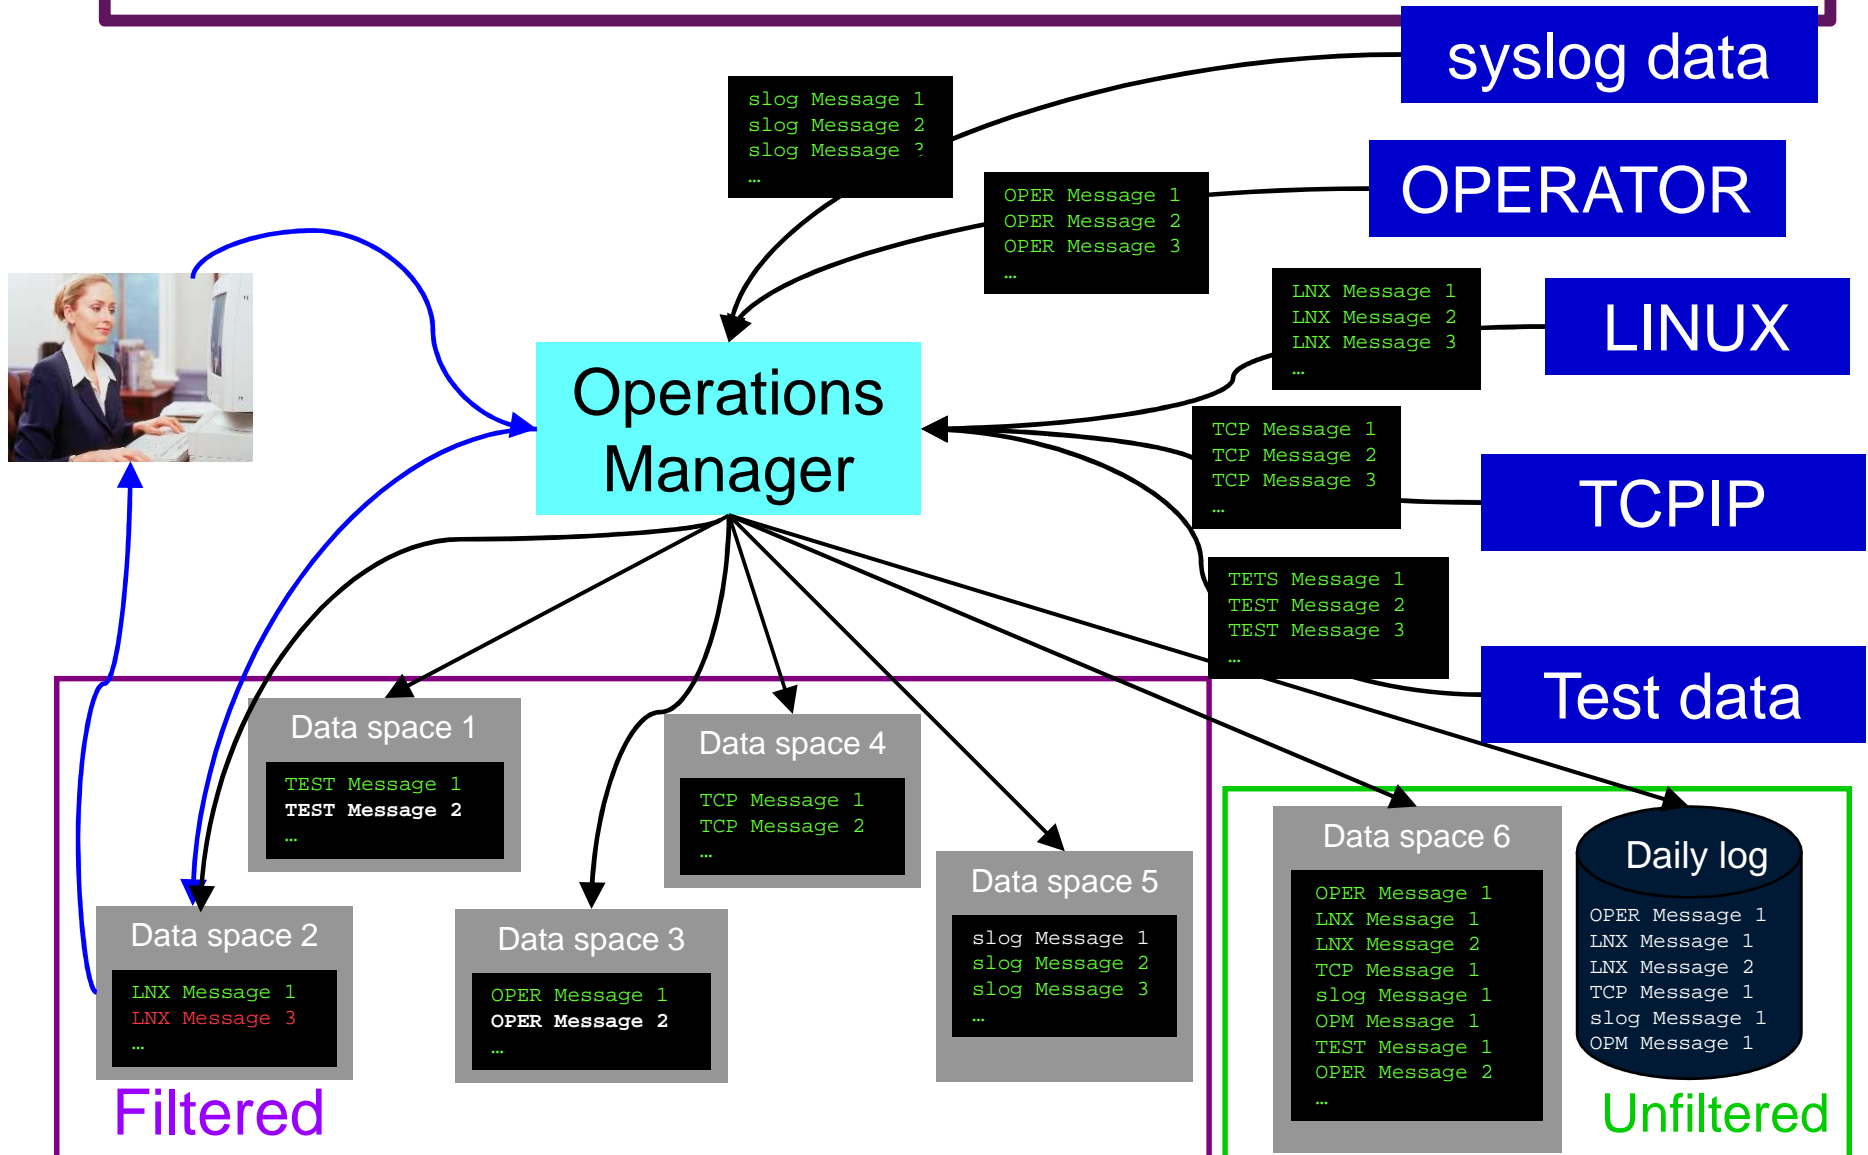 syslog data
slog Message 1
slog Message 2
slog Message
…
OPERATOR
OPER Message 1
OPER Message 2
OPER Message 3
…
LINUX
LNX Message 1
LNX Message 2
LNX Message 3
…
Operations
Manager
TCPIP
TCP Message 1
TCP Message 2
TCP Message 3
…
TETS Message 1
TEST Message 2
TEST Message 3
…
Test data
Data space 1
TEST Message 1
TEST Message 2
…
Data space 4
TCP Message 1
TCP Message 2
…
Data space 2
LNX Message 1
LNX Message 3
…
Data space 3
OPER Message 1
OPER Message 2
…
Data space 5
slog Message 1
slog Message 2
slog Message 3
…
Filtered
Data space 6
OPER Message 1
LNX Message 1
LNX Message 2
TCP Message 1
slog Message 1
OPM Message 1
TEST Message 1
OPER Message 2
…
Daily log
OPER Message 1
LNX Message 1
LNX Message 2
TCP Message 1
slog Message 1
OPM Message 1
Unfiltered